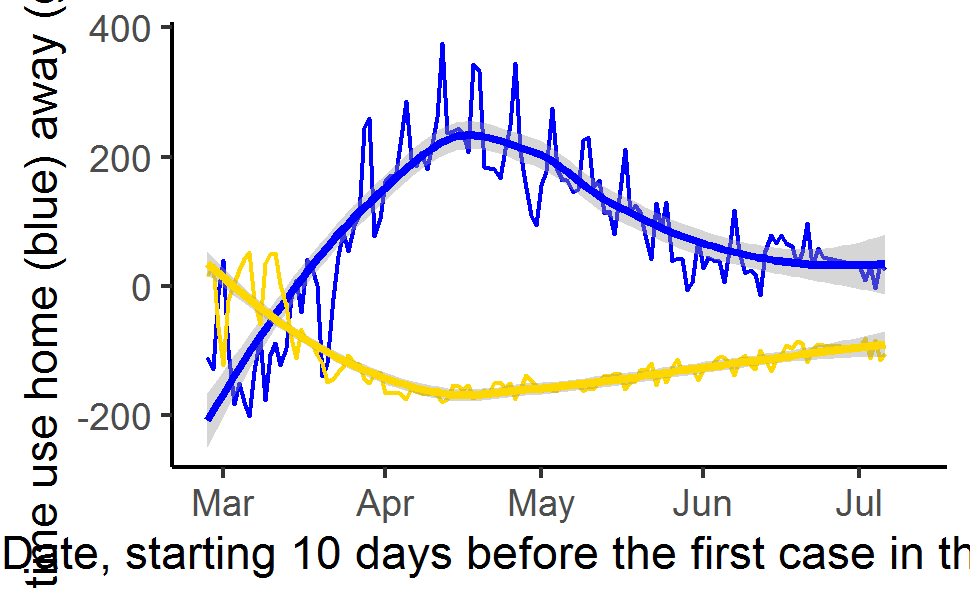 time use home (blue) away (
400
200
0
-200
Mar Apr May Jun Jul
Date, starting 10 days before the first case in th